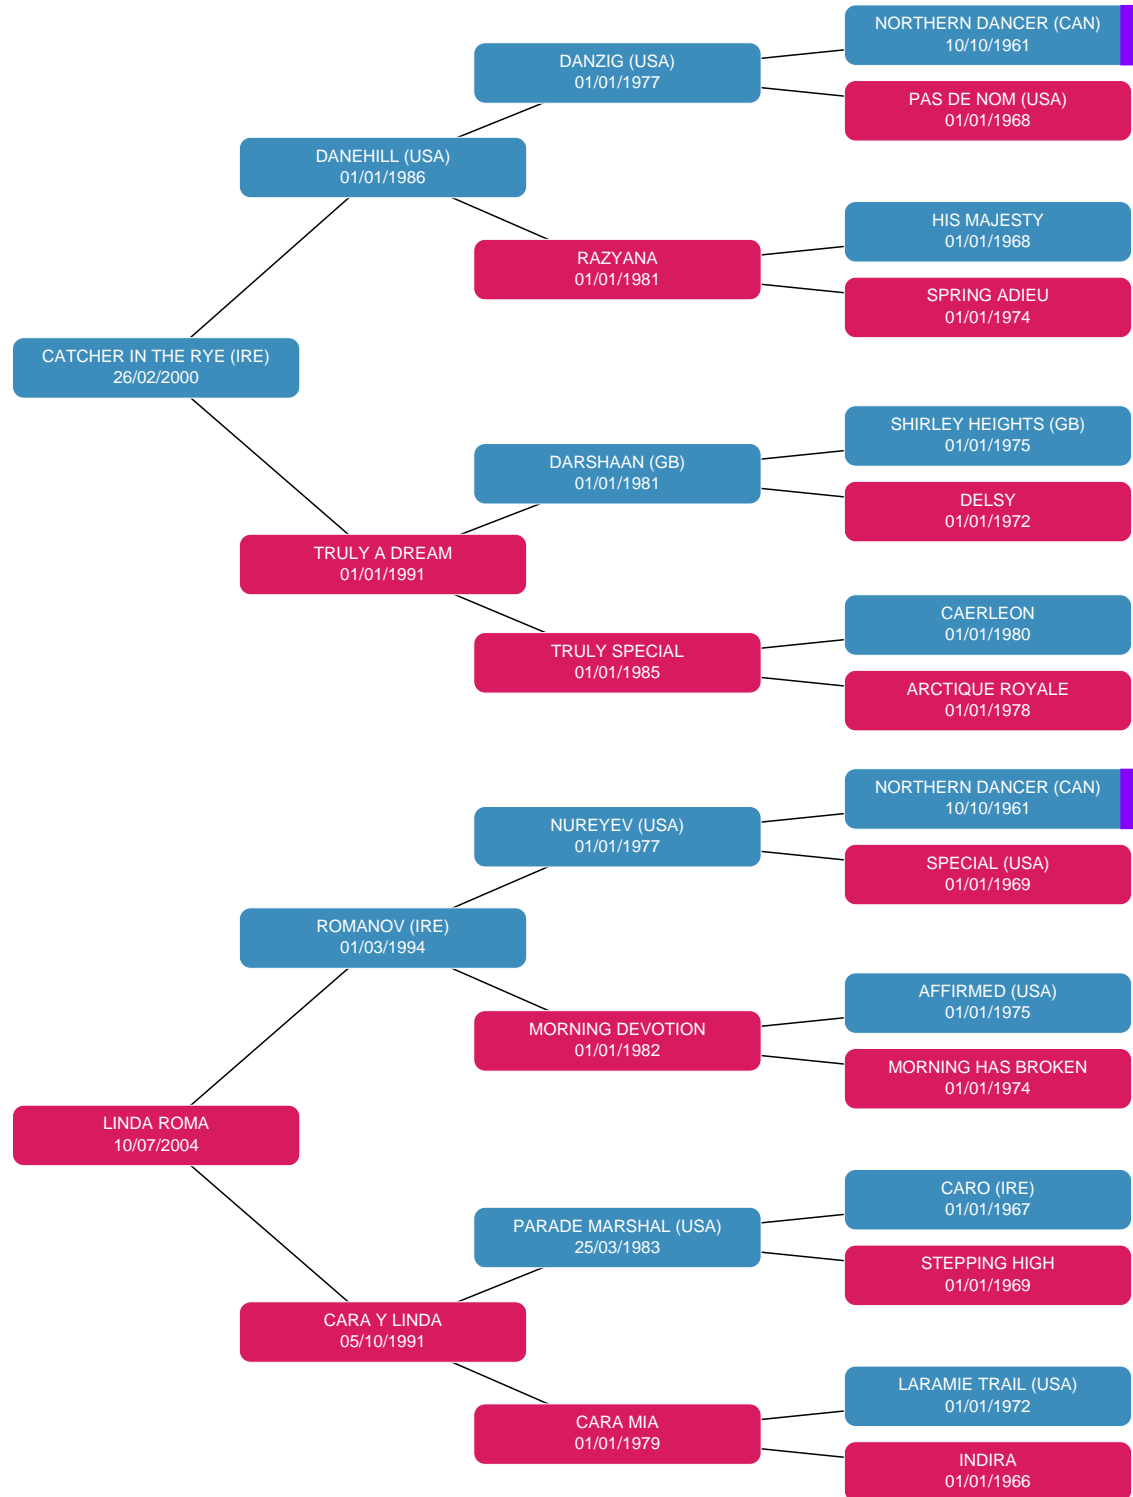 NORTHERN DANCER (CAN)
10/10/1961
DANZIG (USA)
01/01/1977
PAS DE NOM (USA)
01/01/1968
DANEHILL (USA)
01/01/1986
HIS MAJESTY
01/01/1968
RAZYANA
01/01/1981
SPRING ADIEU
01/01/1974
CATCHER IN THE RYE (IRE)
26/02/2000
SHIRLEY HEIGHTS (GB)
01/01/1975
DARSHAAN (GB)
01/01/1981
DELSY
01/01/1972
TRULY A DREAM
01/01/1991
CAERLEON
01/01/1980
TRULY SPECIAL
01/01/1985
ARCTIQUE ROYALE
01/01/1978
NORTHERN DANCER (CAN)
10/10/1961
NUREYEV (USA)
01/01/1977
SPECIAL (USA)
01/01/1969
ROMANOV (IRE)
01/03/1994
AFFIRMED (USA)
01/01/1975
MORNING DEVOTION
01/01/1982
MORNING HAS BROKEN
01/01/1974
LINDA ROMA
10/07/2004
CARO (IRE)
01/01/1967
PARADE MARSHAL (USA)
25/03/1983
STEPPING HIGH
01/01/1969
CARA Y LINDA
05/10/1991
LARAMIE TRAIL (USA)
01/01/1972
CARA MIA
01/01/1979
INDIRA
01/01/1966